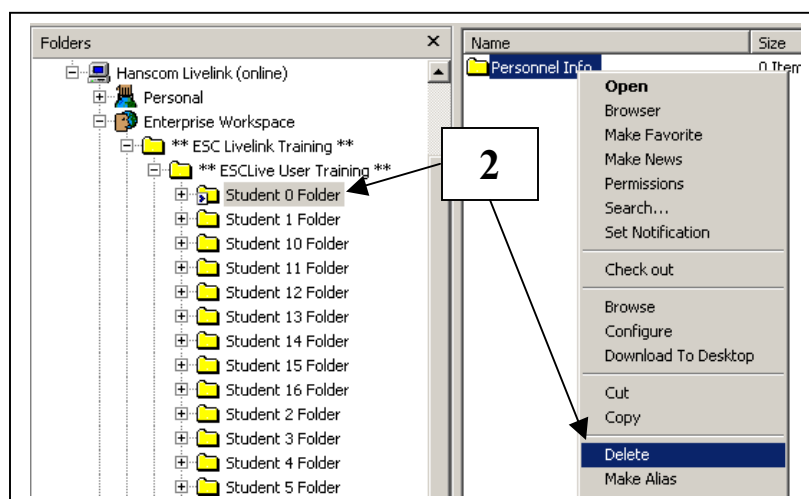 Folders
Hanscom Livelink (online)
Personal
Enterprise Workspace
** ESC Livelink Training **
** ESCLive User Training **
Student 0 Folder
Student 1 Folder
Student 10 Folder
Student 11 Folder
Student 12 Folder
Student 13 Folder
Student 14 Folder
Student 15 Folder
Student 16 Folder
Student 2 Folder
Student 3 Folder
Student 4 Folder
Student 5 Folder
2
Name Size
Personnel Info 0 Item
Open
Browser
Make Favorite
Make News
Permissions
Search...
Set Notification
Check out
Browse
Configure
Download To Desktop
Cut
Copy
Delete
Make Alias